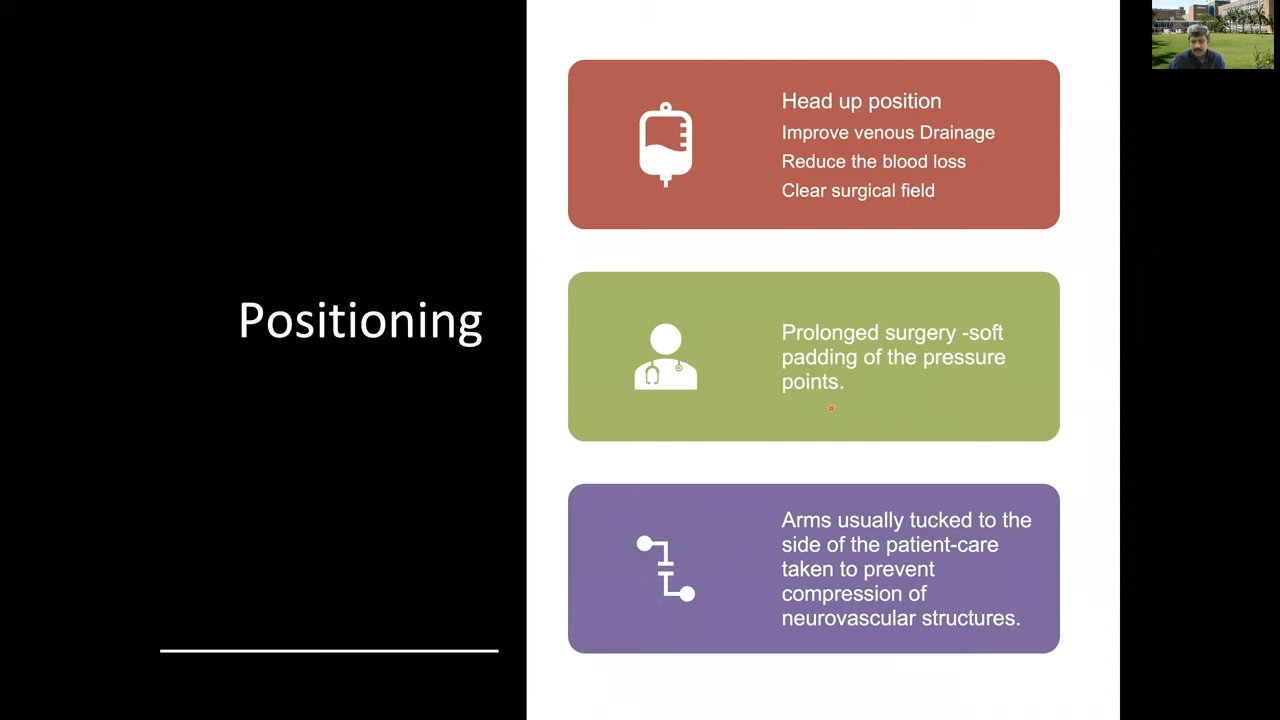 Positioning
Head up position
Improve venous Drainage
Reduce the blood loss
Clear surgical field
Prolonged surgery -soft
padding of the pressure
points.
Arms usually tucked to the
side of the patient-care
taken to prevent
compression of
neurovascular structures.